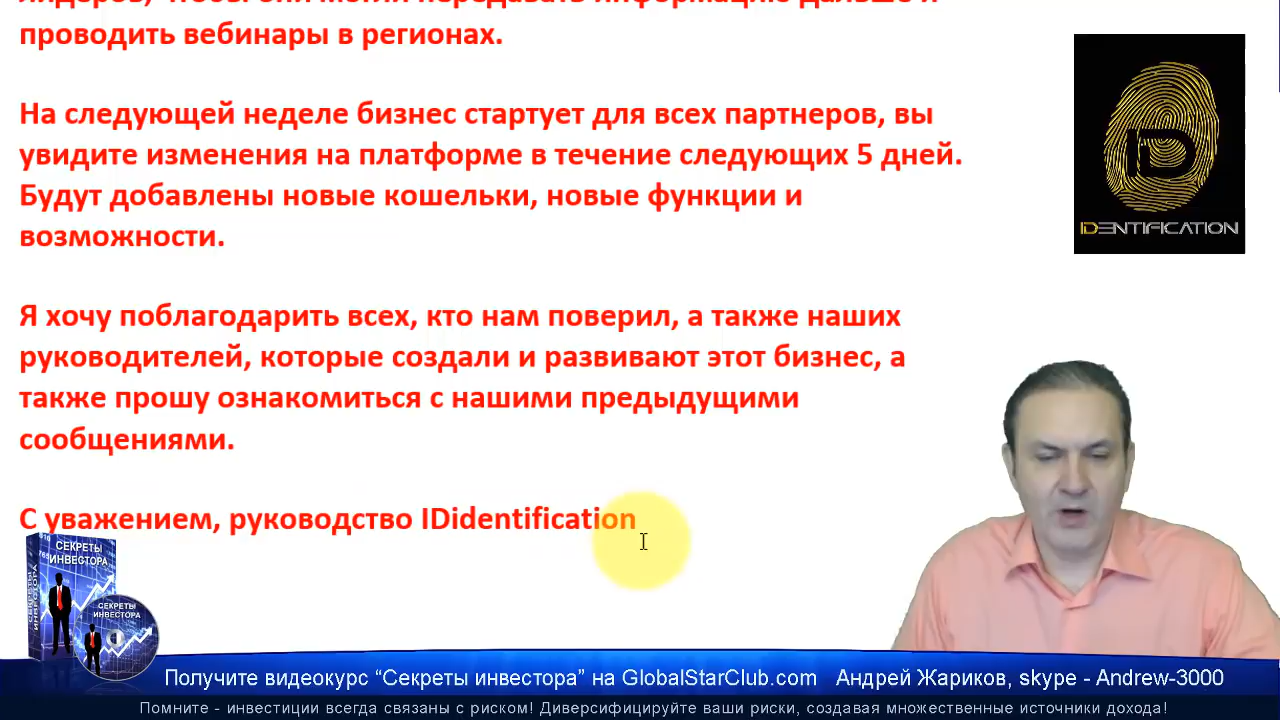 проводить вебинары в регионах.
На следующей неделе бизнес стартует для всех партнеров, вы
увидите изменения на платформе в течение следующих 5 дней.
Будут добавлены новые кошельки, новые функции и
возможности.
Я хочу поблагодарить всех, кто нам поверил, а также наших
руководителей, которые создали и развивают этот бизнес, а
также прошу ознакомиться с нашими предыдущими
сообщениями.
С уважением, руководство IDidentification
ID
IDENTIFICATION
СЕКРЕТЫ
ИНВЕСТОРА
СЕКРЕТЫ
ИНВЕСТОРА
Получите видеокурс “Секреты инвестора” на GlobalStarClub.com Андрей Жариков, skype - Andrew-3000
Помните - инвестиции всегда связаны с риском! Диверсифицируйте ваши риски, создавая множественные источники дохода!